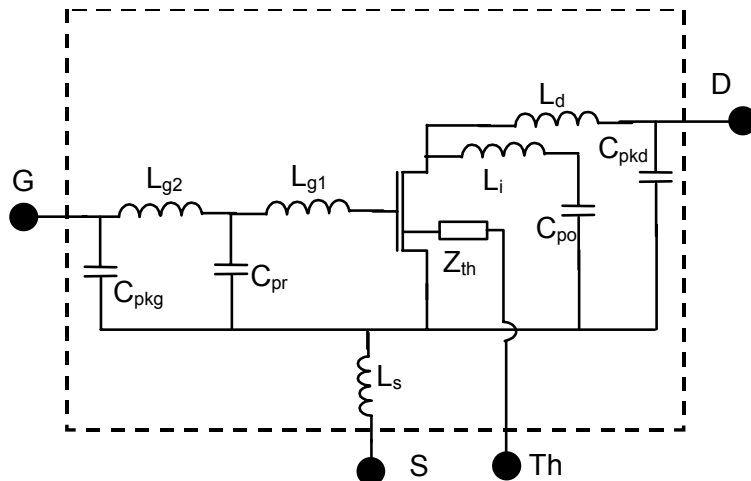 D
L_d
C_pkd
G
L_g2
L_g1
L_i
C_po
Z_th
C_pkg
C_pr
L_s
S
Th